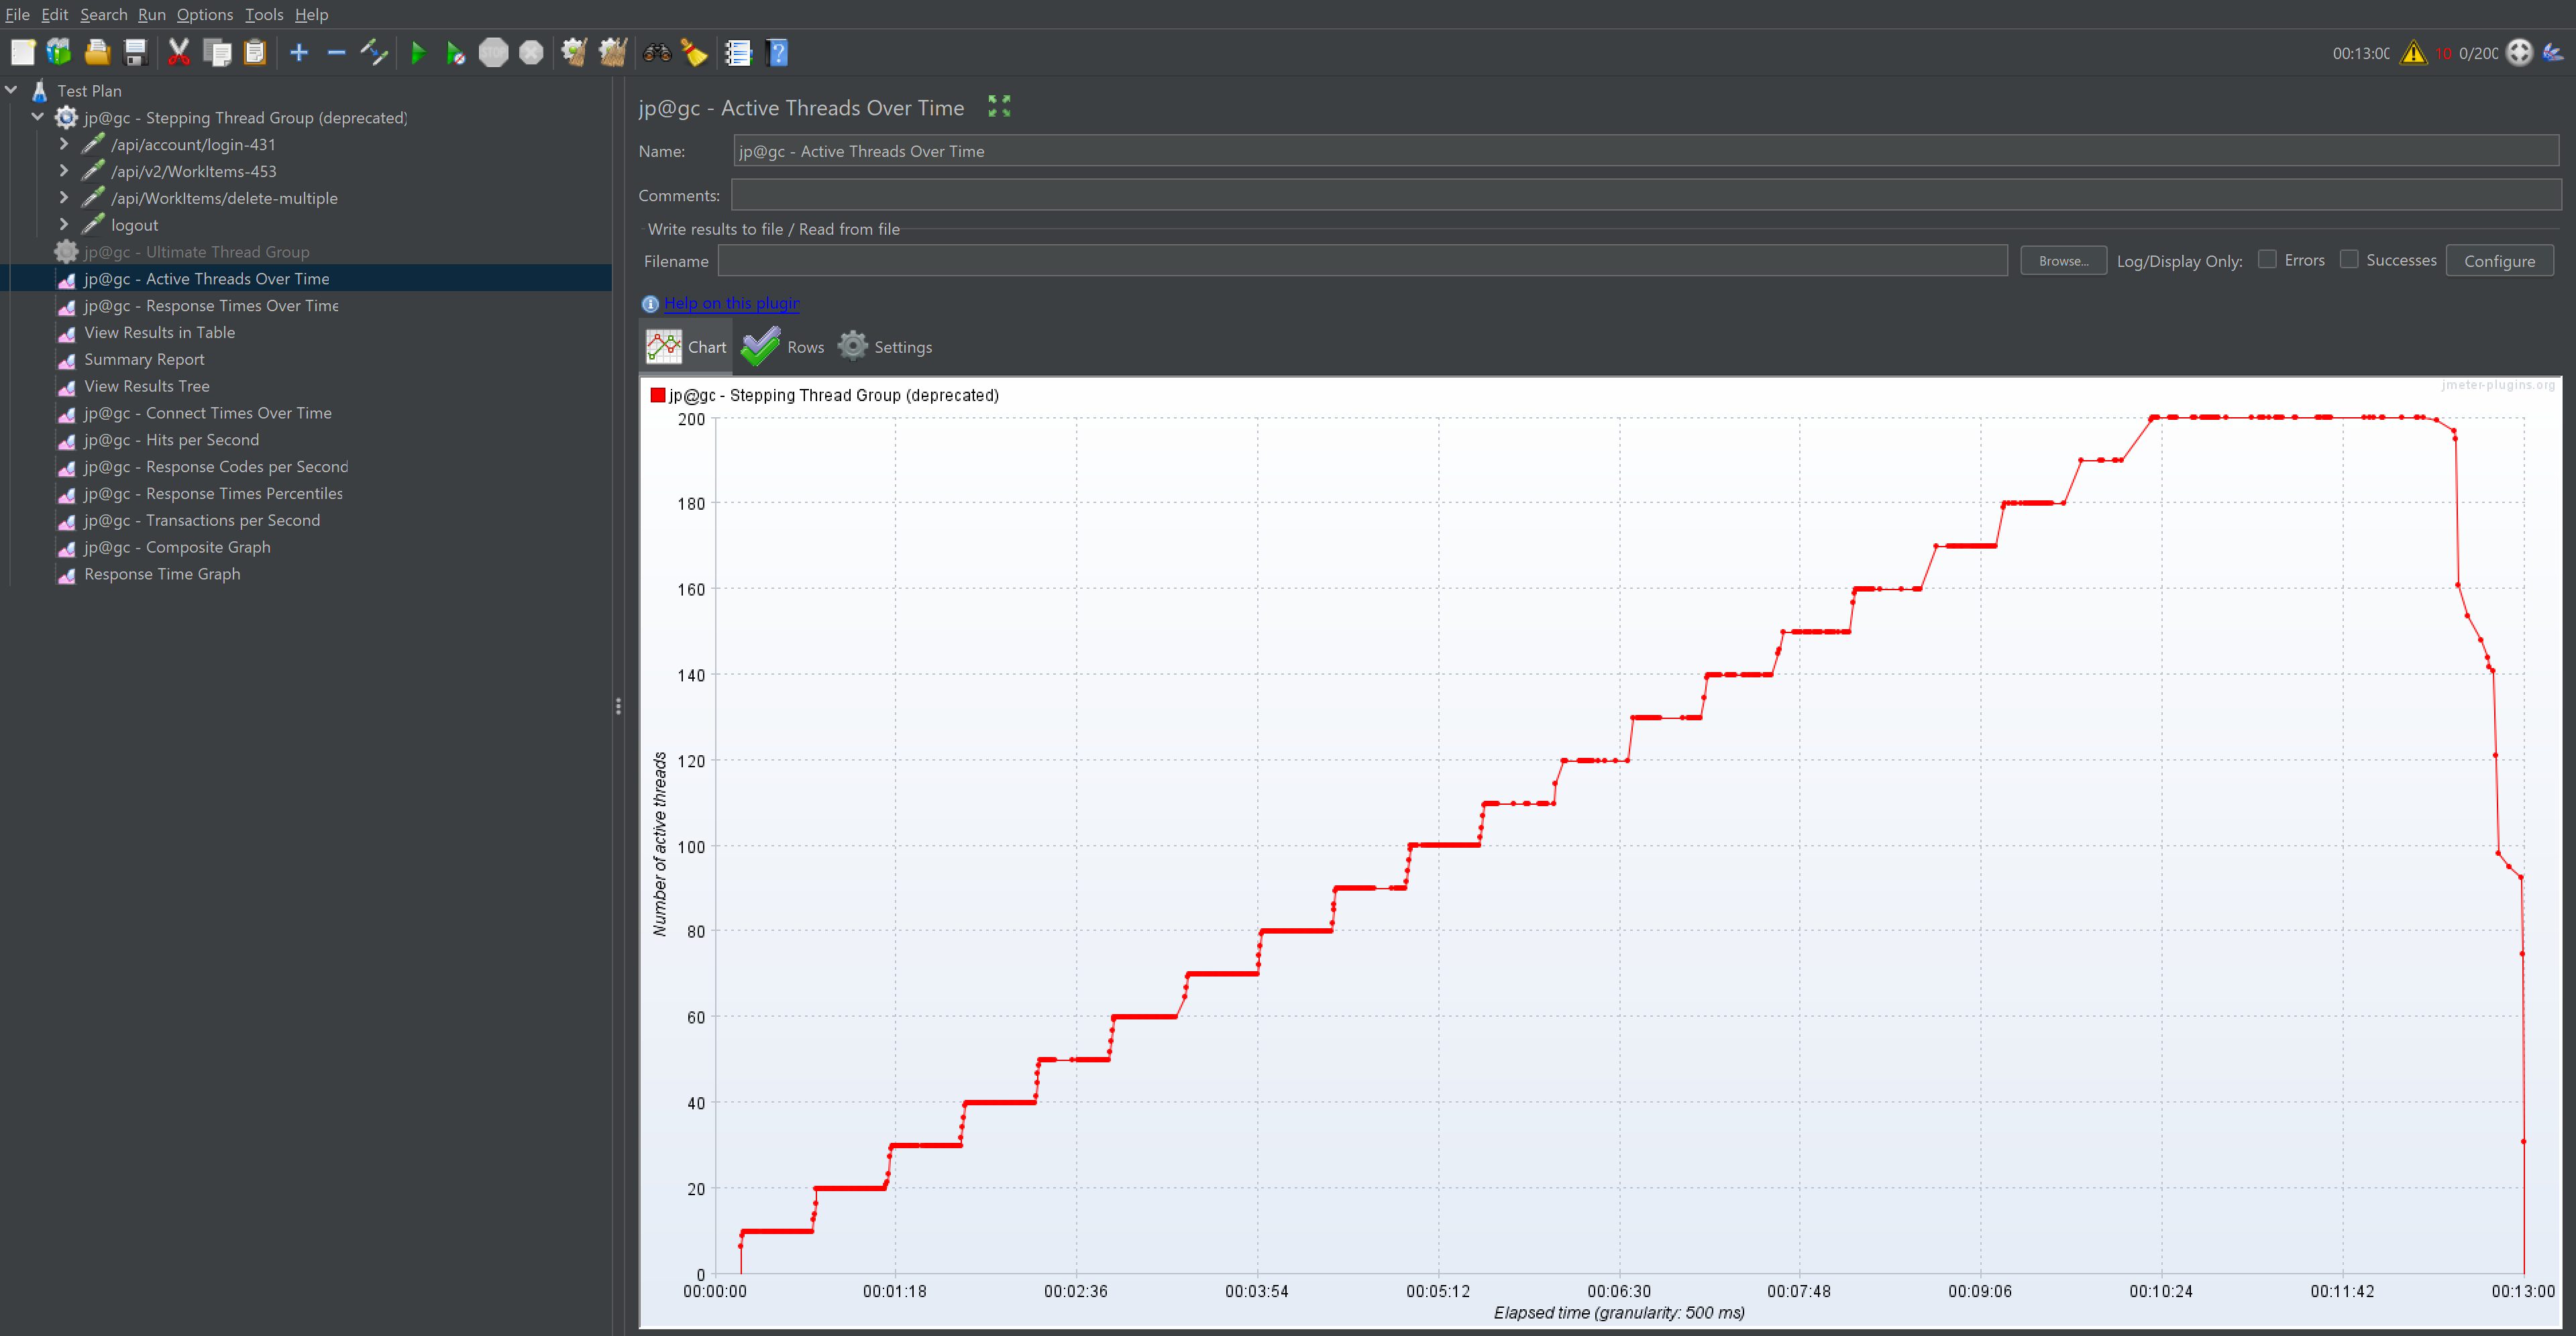 File Edit Search Run Options Tools Help
00:13:00 10 0/200
Test Plan
jp@gc - Stepping Thread Group (deprecated)
/api/account/login-431
/api/v2/WorkItems-453
/api/WorkItems/delete-multiple
logout
jp@gc - Ultimate Thread Group
jp@gc - Active Threads Over Time
jp@gc - Response Times Over Time
View Results in Table
Summary Report
View Results Tree
jp@gc - Connect Times Over Time
jp@gc - Hits per Second
jp@gc - Response Codes per Second
jp@gc - Response Times Percentiles
jp@gc - Transactions per Second
jp@gc - Composite Graph
Response Time Graph
jp@gc - Active Threads Over Time
Name: jp@gc - Active Threads Over Time
Comments:
Write results to file / Read from file
Filename Browse... Log/Display Only: Errors Successes Configure
Help on this plugin
Chart Rows Settings
jmeter-plugins.org
jp@gc - Stepping Thread Group (deprecated)
200
180
160
140
120
100
80
60
40
20
0
Number of active threads
00:00:00 00:01:18 00:02:36 00:03:54 00:05:12 00:06:30 00:07:48 00:09:06 00:10:24 00:11:42 00:13:00
Elapsed time (granularity: 500 ms)